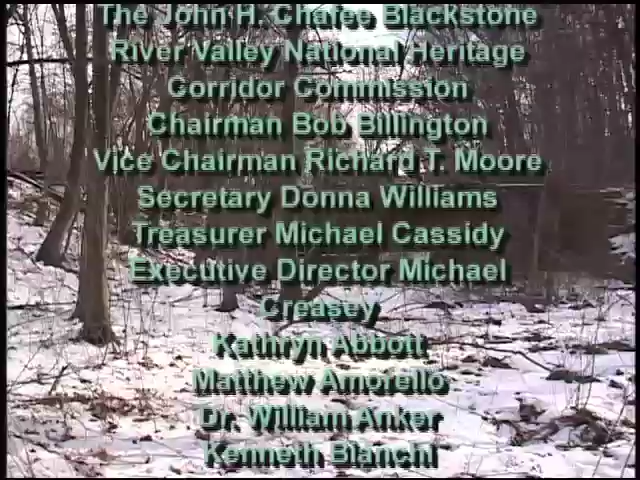 The John H. Chafee Blackstone
River Valley National Heritage
Corridor Commission
Chairman Bob Billington
Vice Chairman Richard T. Moore
Secretary Donna Williams
Treasurer Michael Cassidy
Executive Director Michael
Creasey
Kathryn Abbott
Matthew Amorello
Dr. William Anker
Kenneth Bianchi